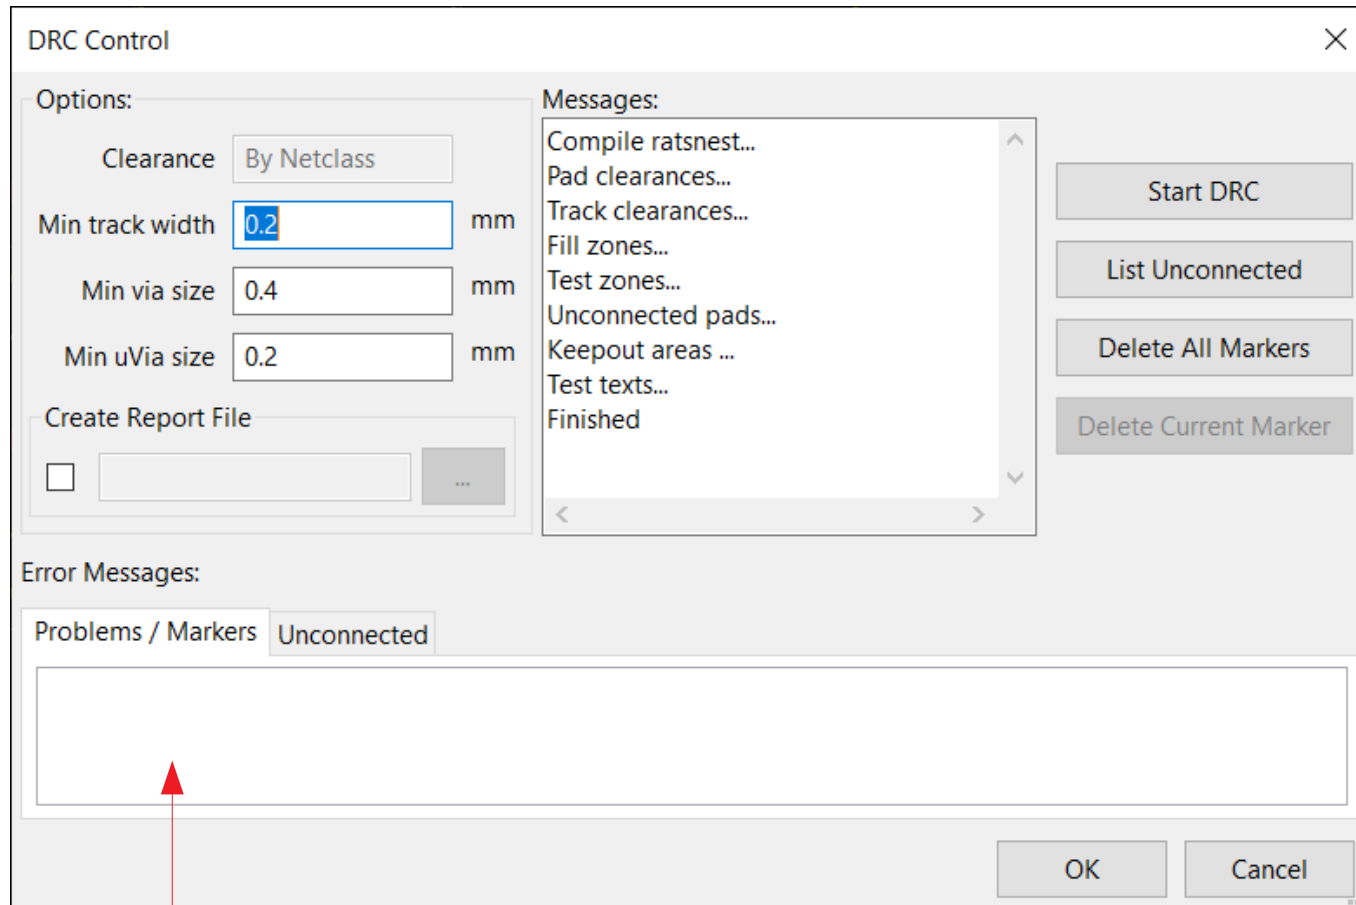 DRC Control
Options:
Clearance By Netclass
Min track width 0.2 mm
Min via size 0.4 mm
Min uVia size 0.2 mm
Create Report File
...
Messages:
Compile ratsnest...
Pad clearances...
Track clearances...
Fill zones...
Test zones...
Unconnected pads...
Keepout areas ...
Test texts...
Finished
Start DRC
List Unconnected
Delete All Markers
Delete Current Marker
Error Messages:
Problems / Markers Unconnected
OK Cancel